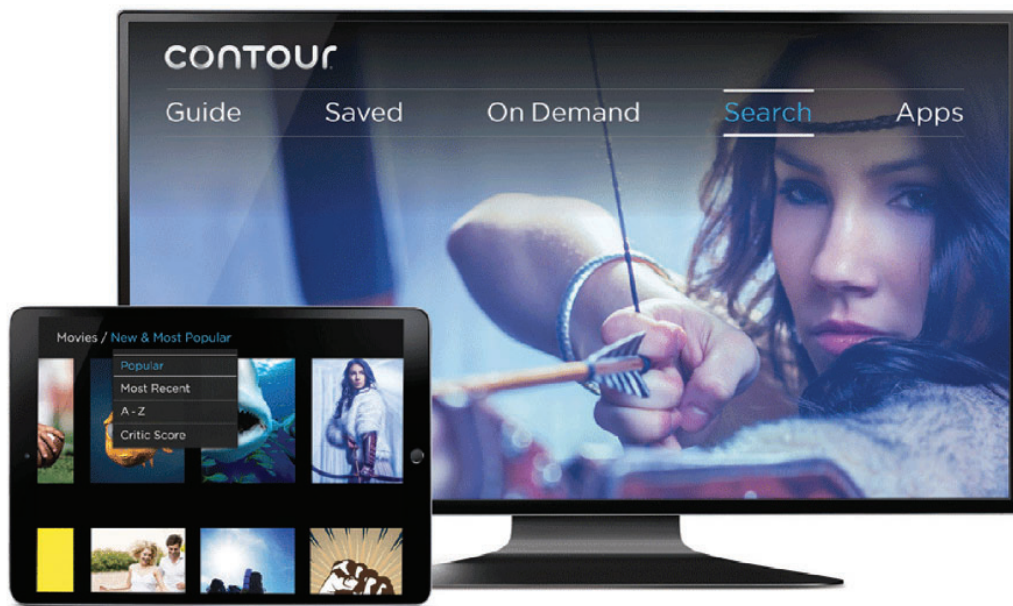 contour
Guide Saved On Demand Search Apps
Movies / New & Most Popular
Popular
Most Recent
A - Z
Critic Score